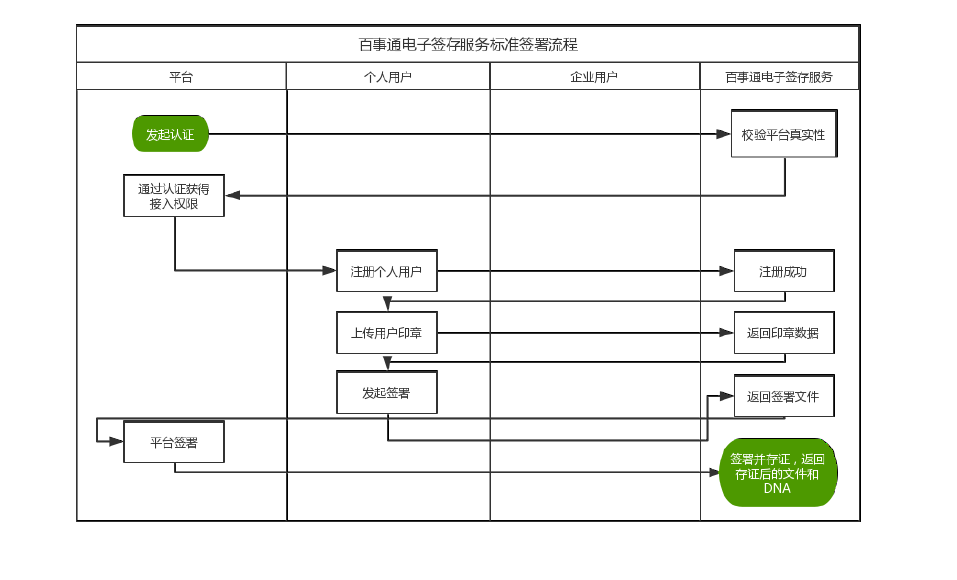 百事通电子签存服务标准签署流程
平台
个人用户
企业用户
百事通电子签存服务
发起认证
校验平台真实性
通过认证获得
接入权限
注册个人用户
注册成功
上传用户印章
返回印章数据
发起签署
返回签署文件
平台签署
签署并存证，返回
存证后的文件和
DNA